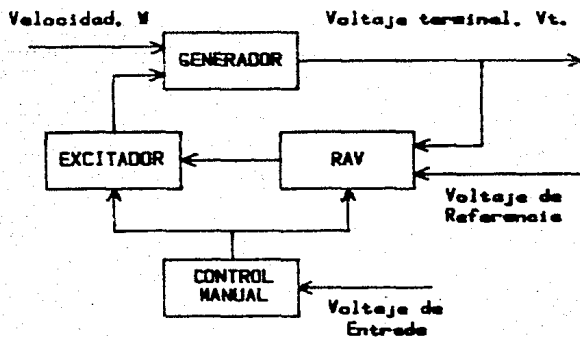 Velocidad, W
Voltaje terminal, Vt.
GENERADOR
EXCITADOR
RAV
Voltaje de
Referencia
CONTROL
MANUAL
Voltaje de
Entrada